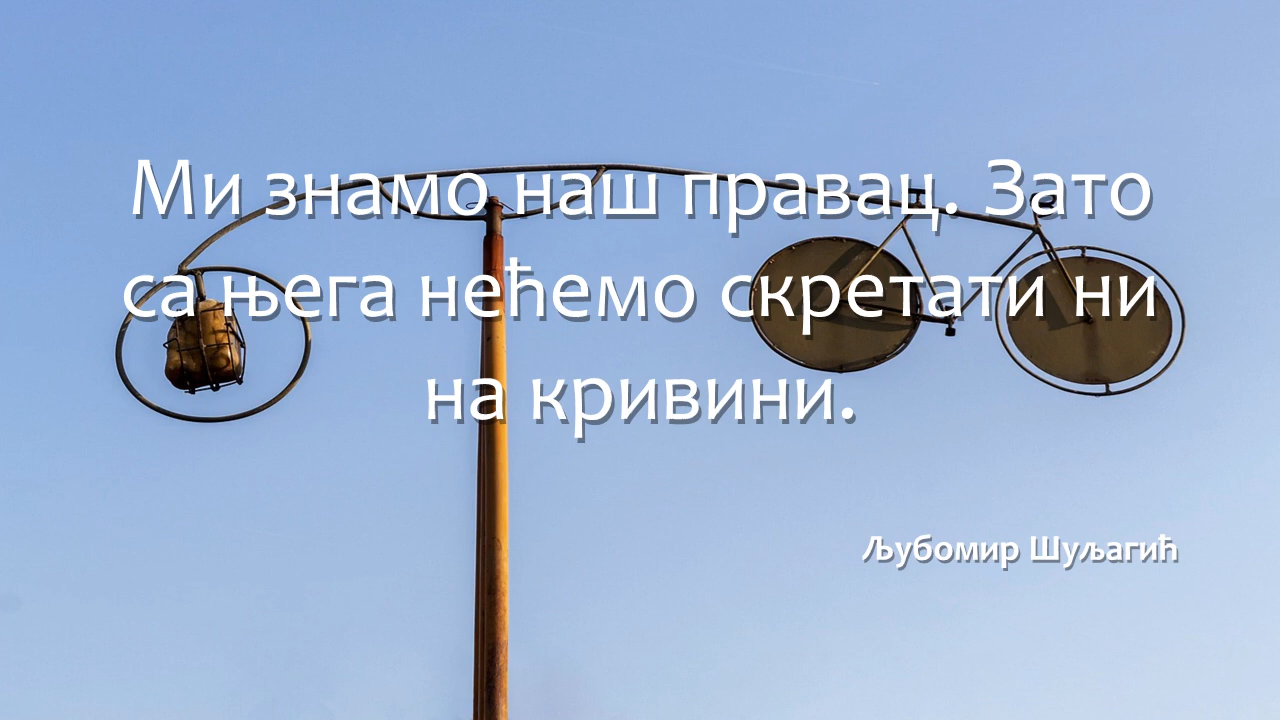 Ми знамо наш правац. Зато
са њега нећемо скретати ни
на кривини.
Љубомир Шуљагић